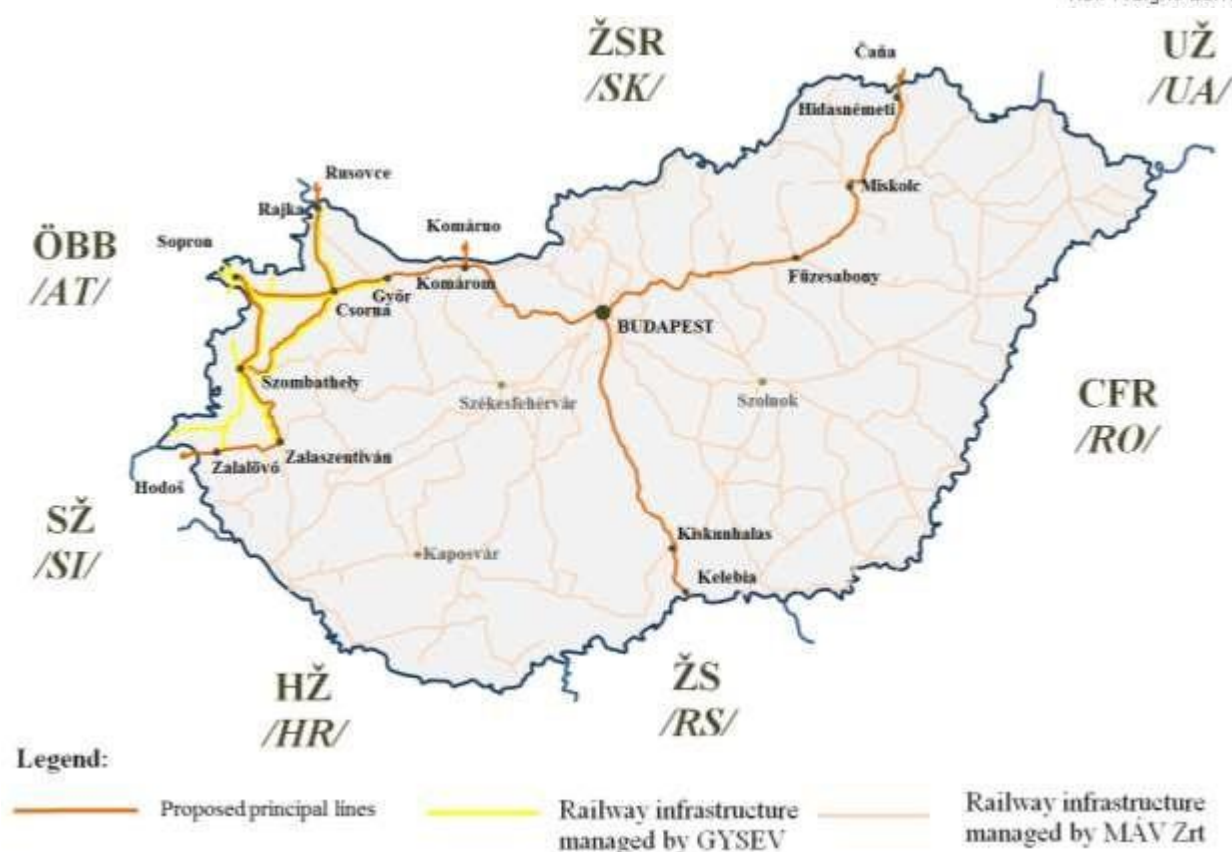 ŽSR
/SK/
Čaňa
UŽ
/UA/
Hidasnémeti
Rusovce
Miskolc
Rajka
Komárno
ÖBB
/AT/
Sopron
Füzesabony
Győr
Komárom
Csorná
BUDAPEST
Szombathely
Székesfehérvár
Szolnok
CFR
/RO/
Zalalövő
Zalaszentiván
Hodoš
SŽ
/SI/
Kiskunhalas
Kaposvár
Kelebia
HŽ
/HR/
ŽS
/RS/
Legend:
Proposed principal lines
Railway infrastructure
managed by GYSEV
Railway infrastructure
managed by MÁV Zrt